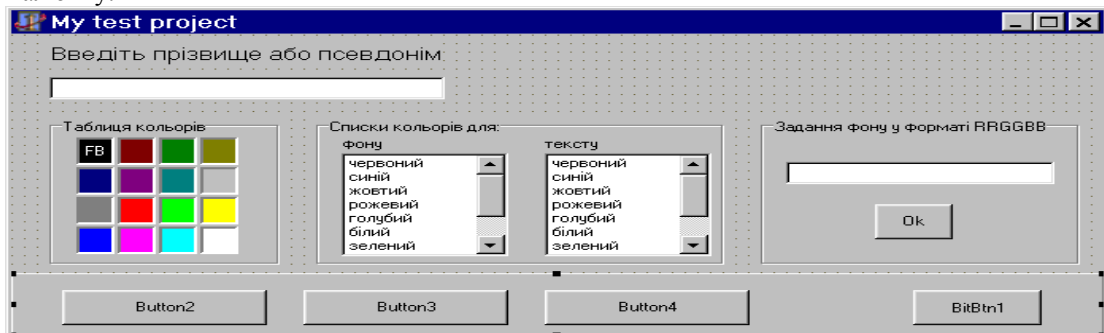 My test project
Введіть прізвище або псевдонім
Таблиця кольорів
FB
Списки кольорів для:
фону
червоний
синій
жовтий
рожевий
голубий
білий
зелений
тексту
червоний
синій
жовтий
рожевий
голубий
білий
зелений
Задання фону у форматі RRGGBB
Ok
Button2
Button3
Button4
BitBtn1